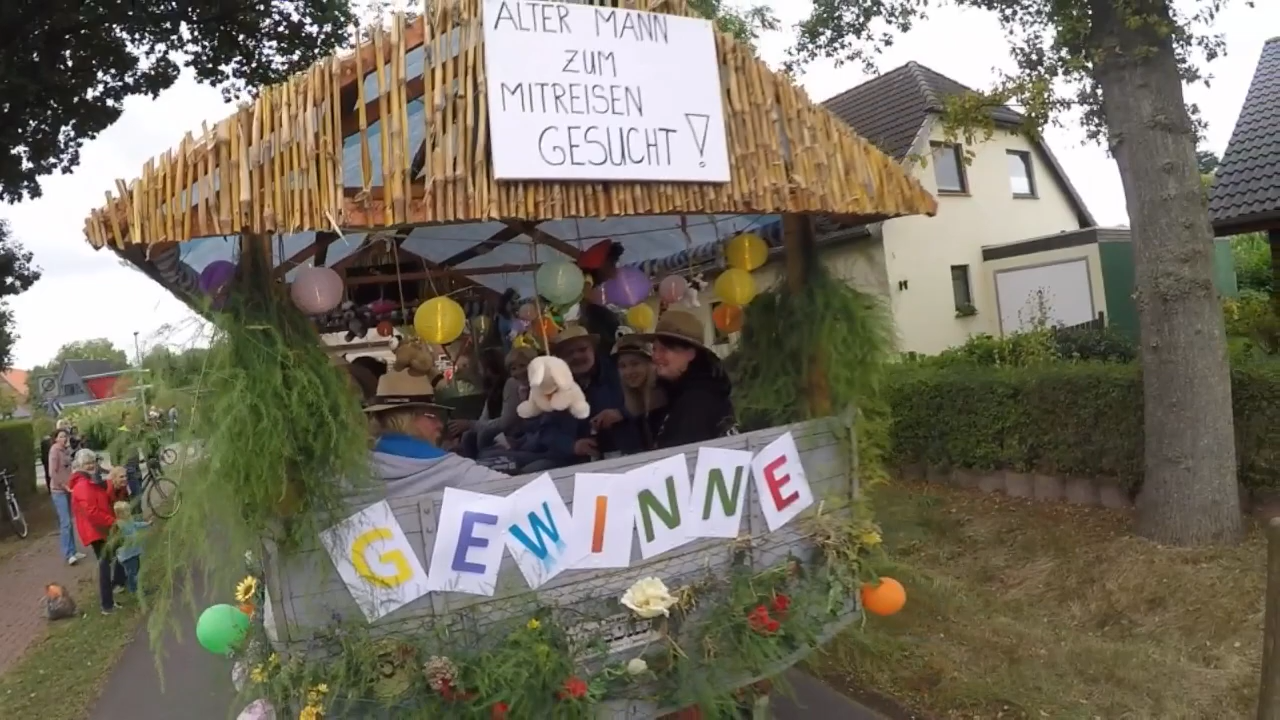 ALTER MANN
ZUM
MITREISEN
GESUCHT!
GEWINNE